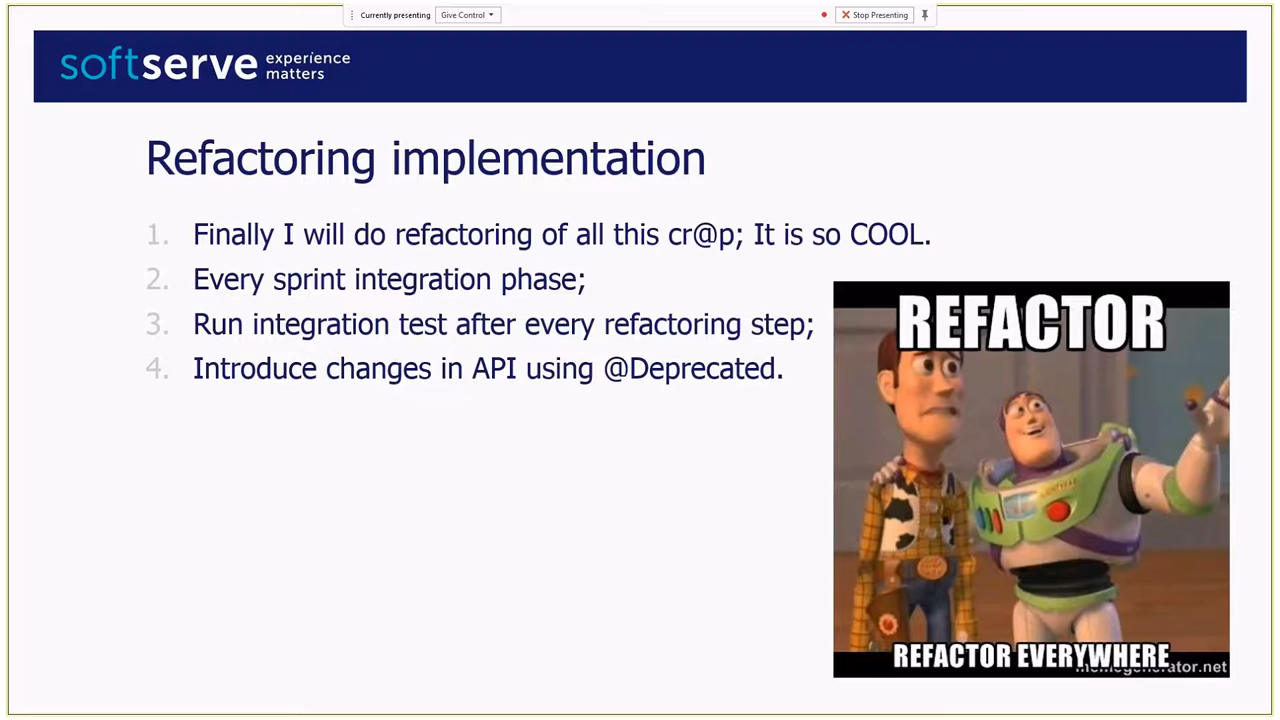 Currently presenting Give Control Stop Presenting
softserve experience matters
Refactoring implementation
1. Finally I will do refactoring of all this cr@p; It is so COOL.
2. Every sprint integration phase;
3. Run integration test after every refactoring step;
4. Introduce changes in API using @Deprecated.
REFACTOR
LIGHTYEAR
REFACTOR EVERYWHERE
memegenerator.net